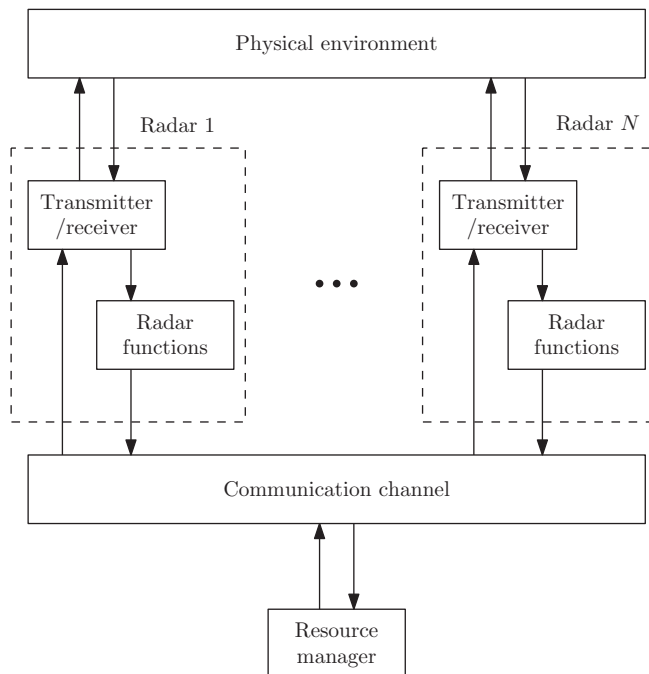 Physical environment
Radar 1
Radar N
Transmitter
/receiver
Transmitter
/receiver
Radar
functions
Radar
functions
Communication channel
Resource
manager